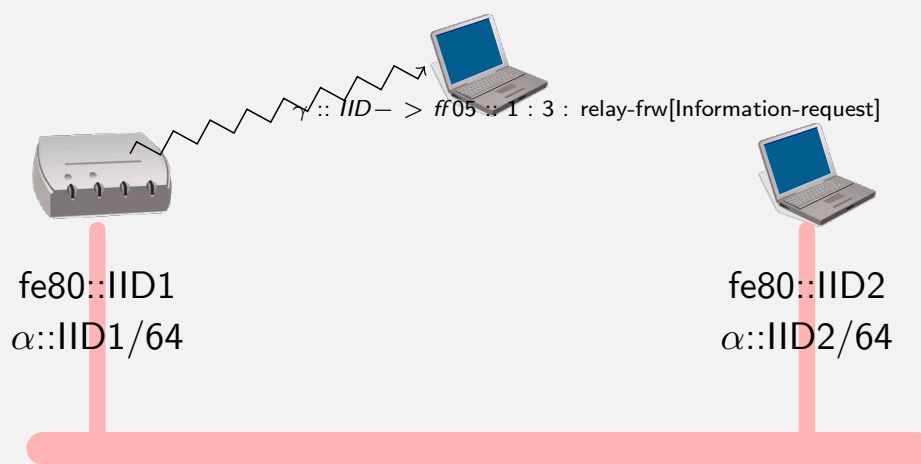 γ :: IID− > ff05 :: 1 : 3 : relay-frw[Information-request]
fe80::IID1
α::IID1/64
fe80::IID2
α::IID2/64